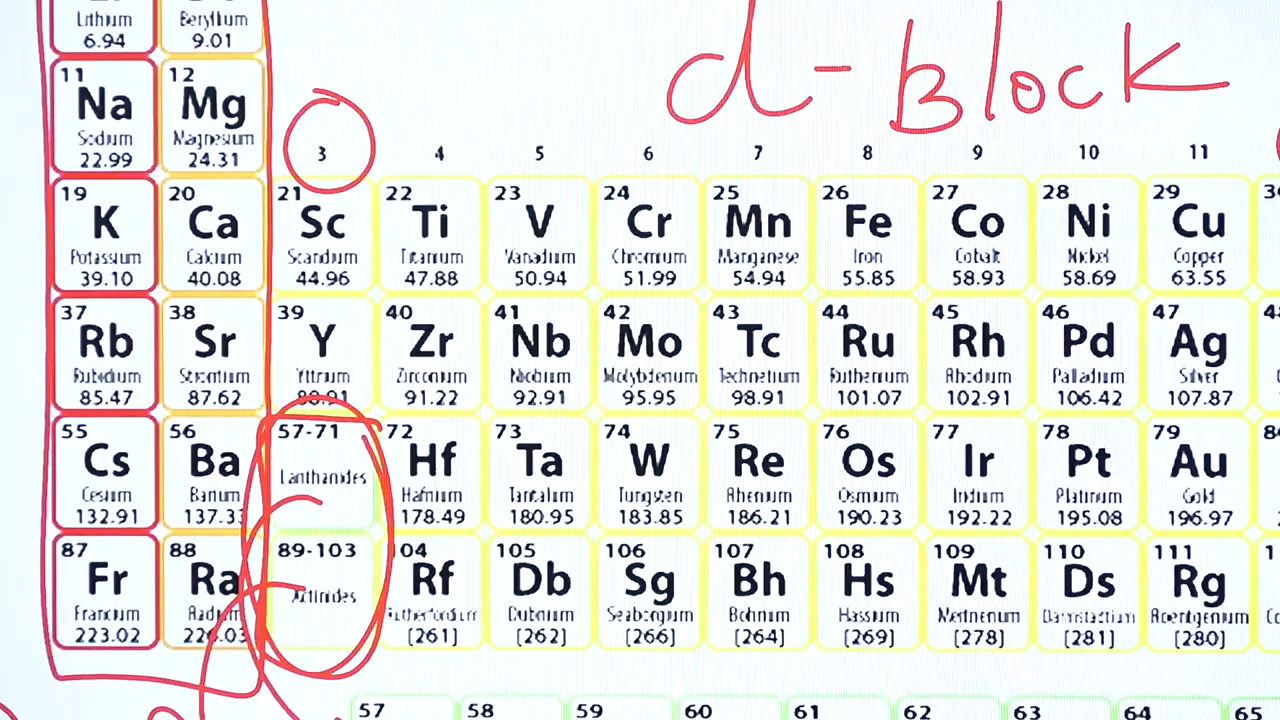 Lithium Beryllium
6.94 9.01
d-Block
11 12
Na Mg
Sodium Magnesium
22.99 24.31
3 4 5 6 7 8 9 10 11
19 20 21 22 23 24 25 26 27 28 29
K Ca Sc Ti V Cr Mn Fe Co Ni Cu
Potassium Calcium Scandium Titanium Vanadium Chromium Manganese Iron Cobalt Nickel Copper
39.10 40.08 44.96 47.88 50.94 51.99 54.94 55.85 58.93 58.69 63.55
37 38 39 40 41 42 43 44 45 46 47
Rb Sr Y Zr Nb Mo Tc Ru Rh Pd Ag
Rubidium Strontium Yttrium Zirconium Niobium Molybdenum Technetium Ruthenium Rhodium Palladium Silver
85.47 87.62 88.91 91.22 92.91 95.95 98.91 101.07 102.91 106.42 107.87
55 56 57-71 72 73 74 75 76 77 78 79
Cs Ba Lanthanides Hf Ta W Re Os Ir Pt Au
Cesium Barium Hafnium Tantalum Tungsten Rhenium Osmium Iridium Platinum Gold
132.91 137.33 178.49 180.95 183.85 186.21 190.23 192.22 195.08 196.97
87 88 89-103 104 105 106 107 108 109 110 111
Fr Ra Actinides Rf Db Sg Bh Hs Mt Ds Rg
Francium Radium Rutherfordium Dubnium Seaborgium Bohrium Hassium Meitnerium Darmstadtium Roentgenium
223.02 226.03 [261] [262] [266] [264] [269] [278] [281] [280]
57 58 59 60 61 62 63 64 65